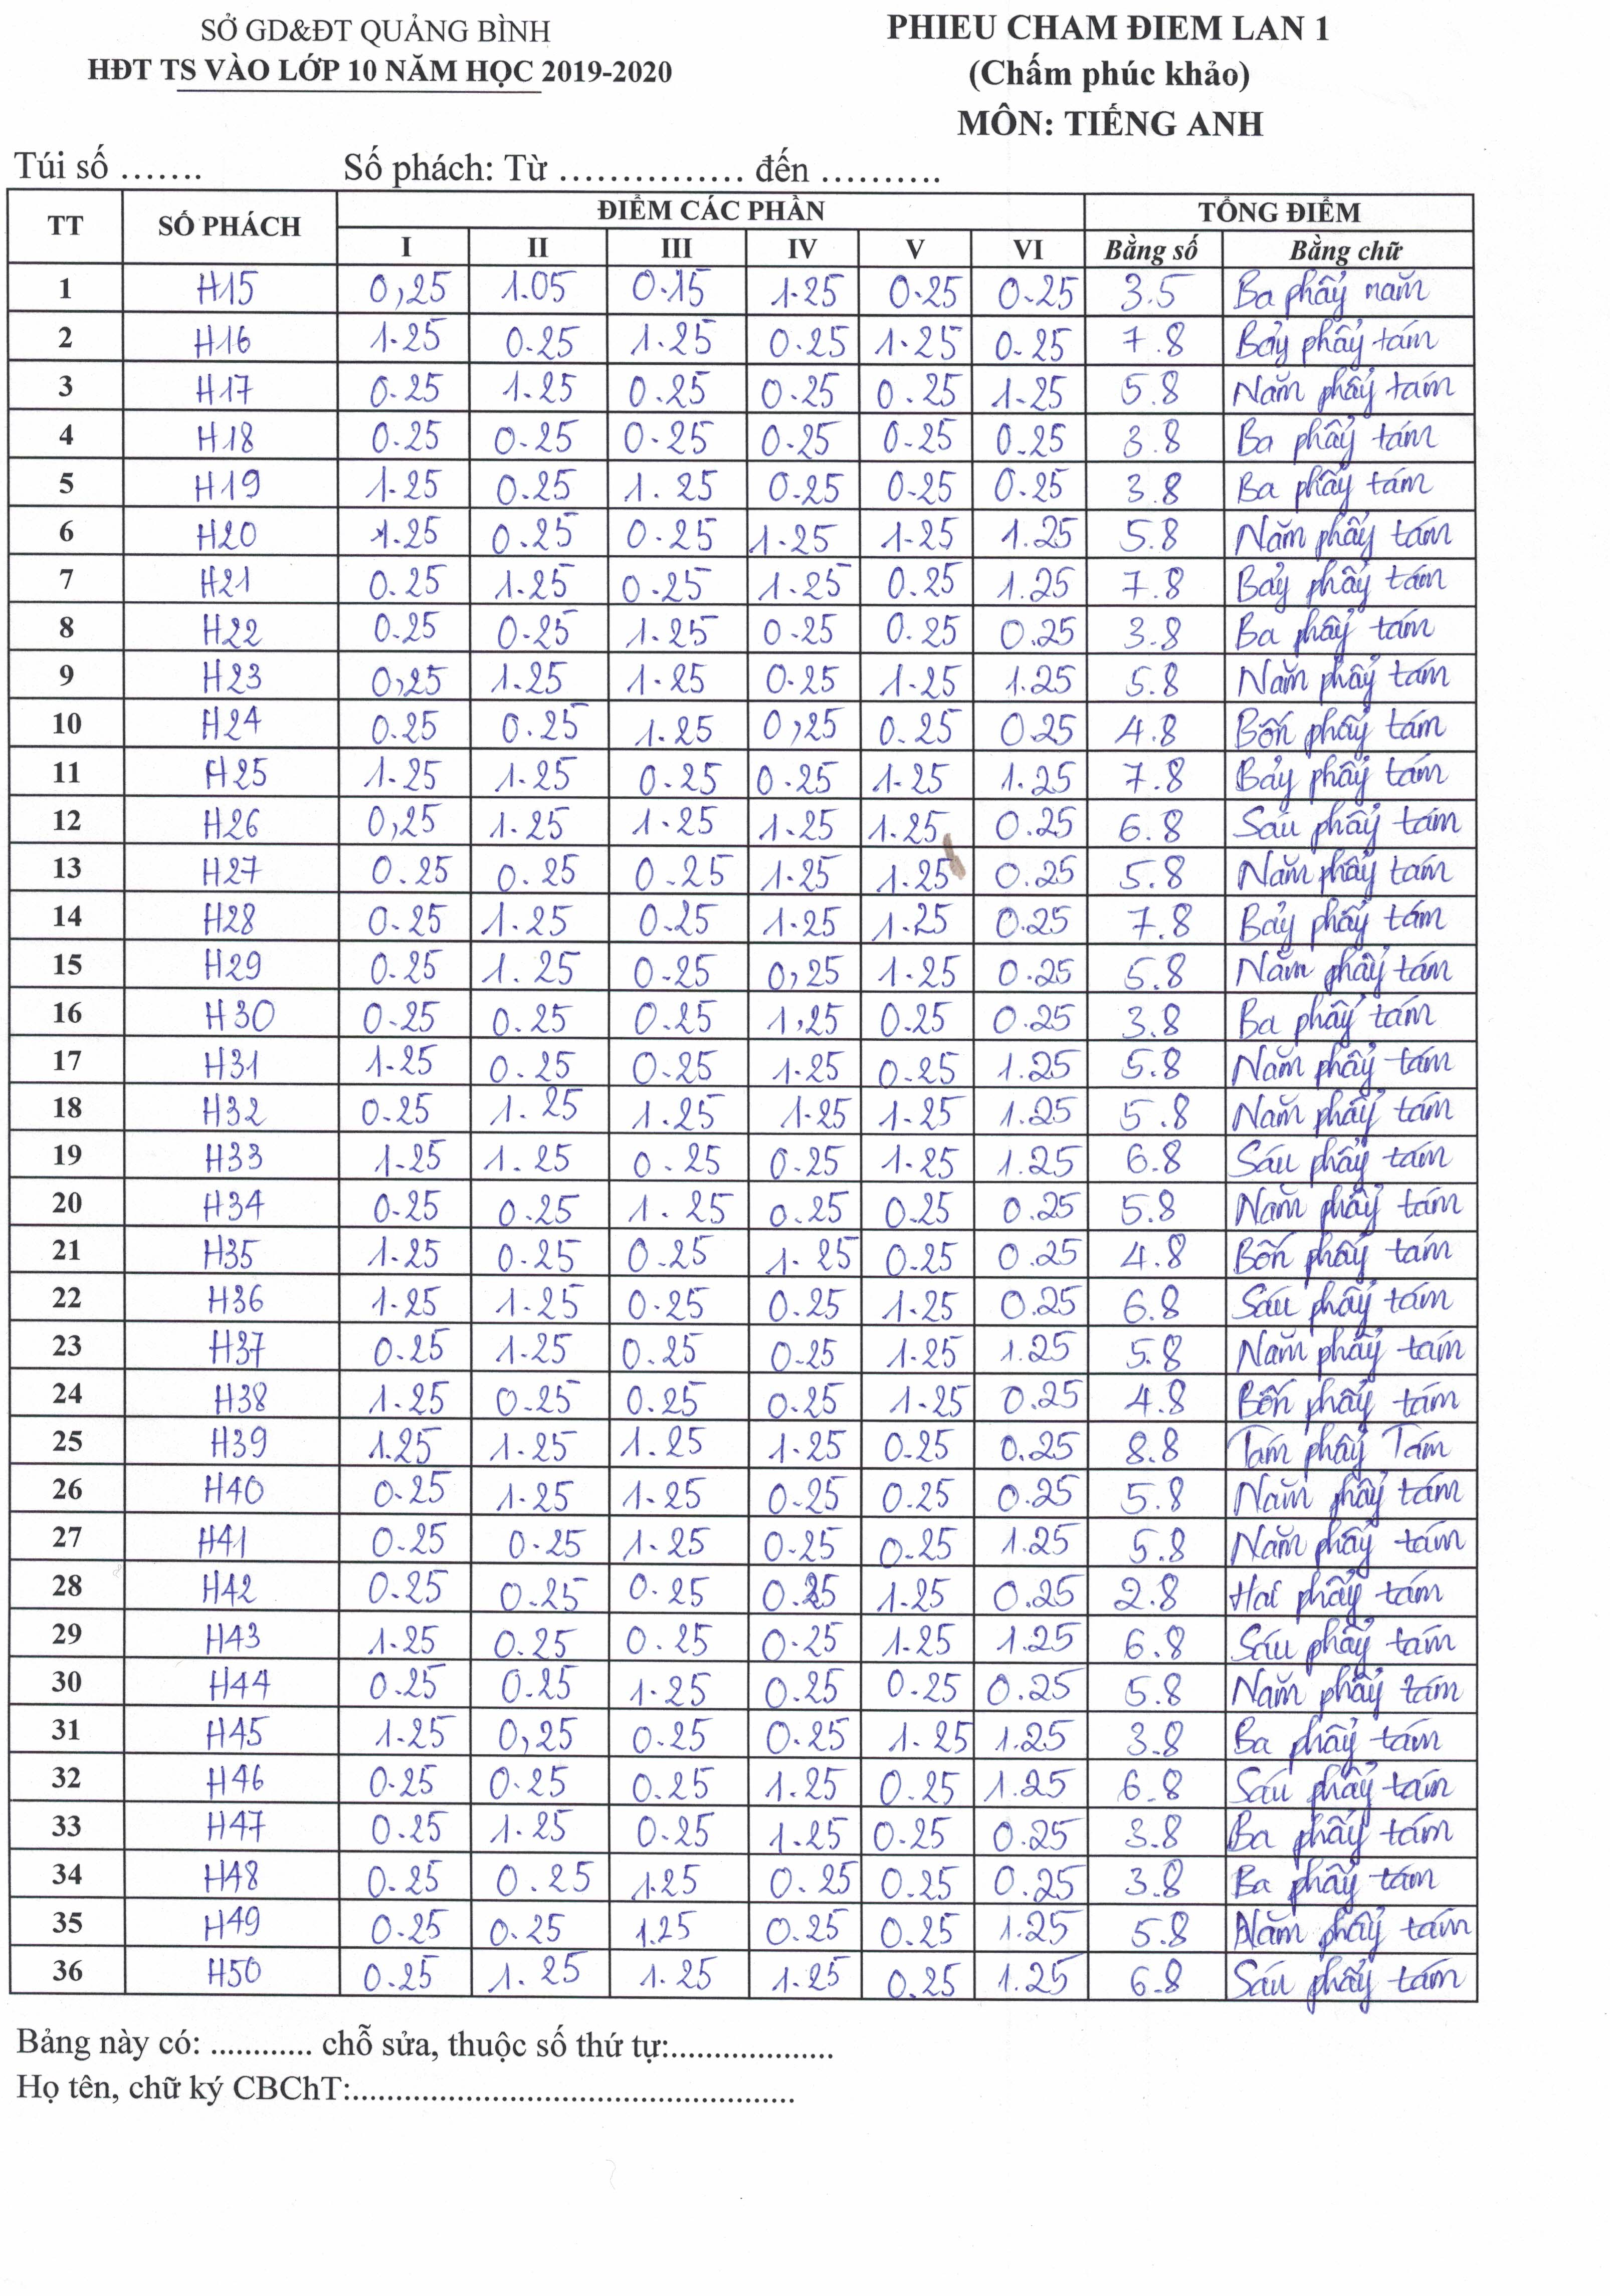 SỞ GD&ĐT QUẢNG BÌNH
HĐT TS VÀO LỚP 10 NĂM HỌC 2019-2020
PHIEU CHAM ĐIEM LAN 1
(Chấm phúc khảo)
MÔN: TIẾNG ANH
Túi số ....... Số phách: Từ ................ đến ..........
TT SỐ PHÁCH ĐIỂM CÁC PHẦN TỔNG ĐIỂM
I II III IV V VI Bằng số Bằng chữ
1 H15 0,25 1.05 0.15 1.25 0.25 0.25 3.5 Ba phẩy năm
2 H16 1.25 0.25 1.25 0.25 1.25 0.25 7.8 Bảy phẩy tám
3 H17 0.25 1.25 0.25 0.25 0.25 1.25 5.8 Năm phẩy tám
4 H18 0.25 0.25 0.25 0.25 0.25 0.25 3.8 Ba phẩy tám
5 H19 1.25 0.25 1.25 0.25 0.25 0.25 3.8 Ba phẩy tám
6 H20 1.25 0.25 0.25 1.25 1.25 1.25 5.8 Năm phẩy tám
7 H21 0.25 1.25 0.25 1.25 0.25 1.25 7.8 Bảy phẩy tám
8 H22 0.25 0.25 1.25 0.25 0.25 0.25 3.8 Ba phẩy tám
9 H23 0,25 1.25 1.25 0.25 1.25 1.25 5.8 Năm phẩy tám
10 H24 0.25 0.25 1.25 0,25 0.25 0.25 4.8 Bốn phẩy tám
11 H25 1.25 1.25 0.25 0.25 1.25 1.25 7.8 Bảy phẩy tám
12 H26 0,25 1.25 1.25 1.25 1.25 0.25 6.8 Sáu phẩy tám
13 H27 0.25 0.25 0.25 1.25 1.25 0.25 5.8 Năm phẩy tám
14 H28 0.25 1.25 0.25 1.25 1.25 0.25 7.8 Bảy phẩy tám
15 H29 0.25 1.25 0.25 0,25 1.25 0.25 5.8 Năm phẩy tám
16 H30 0.25 0.25 0.25 1,25 0.25 0.25 3.8 Ba phẩy tám
17 H31 1.25 0.25 0.25 1.25 0.25 1.25 5.8 Năm phẩy tám
18 H32 0.25 1.25 1.25 1.25 1.25 1.25 5.8 Năm phẩy tám
19 H33 1.25 1.25 0.25 0.25 1.25 1.25 6.8 Sáu phẩy tám
20 H34 0.25 0.25 1.25 0.25 0.25 0.25 5.8 Năm phẩy tám
21 H35 1.25 0.25 0.25 1.25 0.25 0.25 4.8 Bốn phẩy tám
22 H36 1.25 1.25 0.25 0.25 1.25 0.25 6.8 Sáu phẩy tám
23 H37 0.25 1.25 0.25 0.25 1.25 1.25 5.8 Năm phẩy tám
24 H38 1.25 0.25 0.25 0.25 1.25 0.25 4.8 Bốn phẩy tám
25 H39 1.25 1.25 1.25 1.25 0.25 0.25 8.8 Tám phẩy Tám
26 H40 0.25 1.25 1.25 0.25 0.25 0.25 5.8 Năm phẩy tám
27 H41 0.25 0.25 1.25 0.25 0.25 1.25 5.8 Năm phẩy tám
28 H42 0.25 0.25 0.25 0.25 1.25 0.25 2.8 Hai phẩy tám
29 H43 1.25 0.25 0.25 0.25 1.25 1.25 6.8 Sáu phẩy tám
30 H44 0.25 0.25 1.25 0.25 0.25 0.25 5.8 Năm phẩy tám
31 H45 1.25 0,25 0.25 0.25 1.25 1.25 3.8 Ba phẩy tám
32 H46 0.25 0.25 0.25 1.25 0.25 1.25 6.8 Sáu phẩy tám
33 H47 0.25 1.25 0.25 1.25 0.25 0.25 3.8 Ba phẩy tám
34 H48 0.25 0.25 1.25 0.25 0.25 0.25 3.8 Ba phẩy tám
35 H49 0.25 0.25 1.25 0.25 0.25 1.25 5.8 Năm phẩy tám
36 H50 0.25 1.25 1.25 1.25 0.25 1.25 6.8 Sáu phẩy tám
Bảng này có: ............ chỗ sửa, thuộc số thứ tự:...................
Họ tên, chữ ký CBChT:...................................................